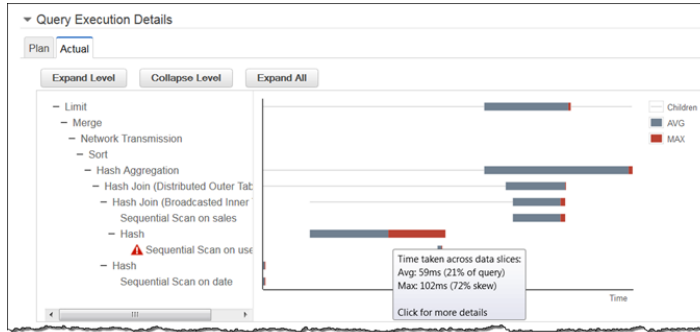 Query Execution Details
Plan Actual
Expand Level Collapse Level Expand All
Limit
Merge
Network Transmission
Sort
Hash Aggregation
Hash Join (Distributed Outer Tab
Hash Join (Broadcasted Inner
Sequential Scan on sales
Hash
Sequential Scan on use
Hash
Sequential Scan on date
Children
AVG
MAX
Time taken across data slices:
Avg: 59ms (21% of query)
Max: 102ms (72% skew)
Click for more details
Time